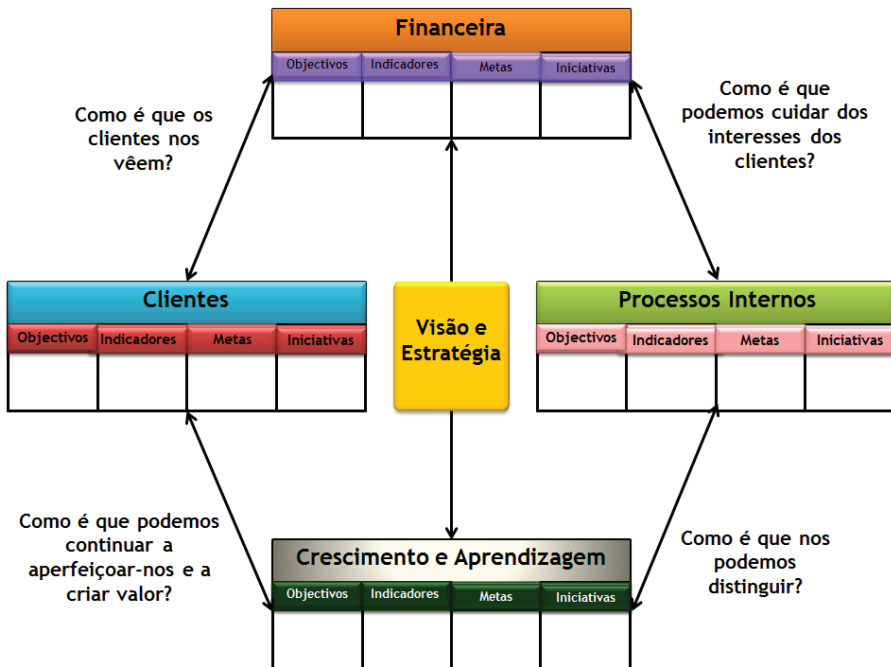 Financeira
Objectivos Indicadores Metas Iniciativas
Como é que os
clientes nos
vêem?
Como é que
podemos cuidar dos
interesses dos
clientes?
Clientes
Objectivos Indicadores Metas Iniciativas
Visão e
Estratégia
Processos Internos
Objectivos Indicadores Metas Iniciativas
Como é que podemos
continuar a
aperfeiçoar-nos e a
criar valor?
Crescimento e Aprendizagem
Objectivos Indicadores Metas Iniciativas
Como é que nos
podemos
distinguir?